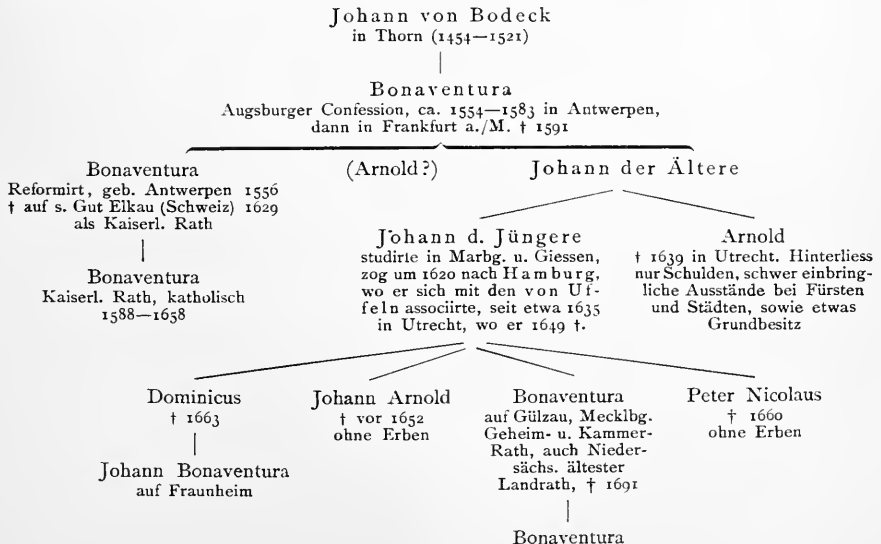 Johann von Bodeck
in Thorn (1454—1521)
Bonaventura
Augsburger Confession, ca. 1554—1583 in Antwerpen,
dann in Frankfurt a./M. † 1591
Bonaventura
Reformirt, geb. Antwerpen 1556
† auf s. Gut Elkau (Schweiz) 1629
als Kaiserl. Rath
(Arnold?)
Johann der Ältere
Bonaventura
Kaiserl. Rath, katholisch
1588—1658
Johann d. Jüngere
studirte in Marbg. u. Giessen,
zog um 1620 nach Hamburg,
wo er sich mit den von Ut-
feln associirte, seit etwa 1635
in Utrecht, wo er 1649 †.
Arnold
† 1639 in Utrecht. Hinterliess
nur Schulden, schwer einbring-
liche Ausstände bei Fürsten
und Städten, sowie etwas
Grundbesitz
Dominicus
† 1663
Johann Arnold
† vor 1652
ohne Erben
Bonaventura
auf Gülzau, Mecklbg.
Geheim- u. Kammer-
Rath, auch Nieder-
sächs. ältester
Landrath, † 1691
Peter Nicolaus
† 1660
ohne Erben
Johann Bonaventura
auf Fraunheim
Bonaventura